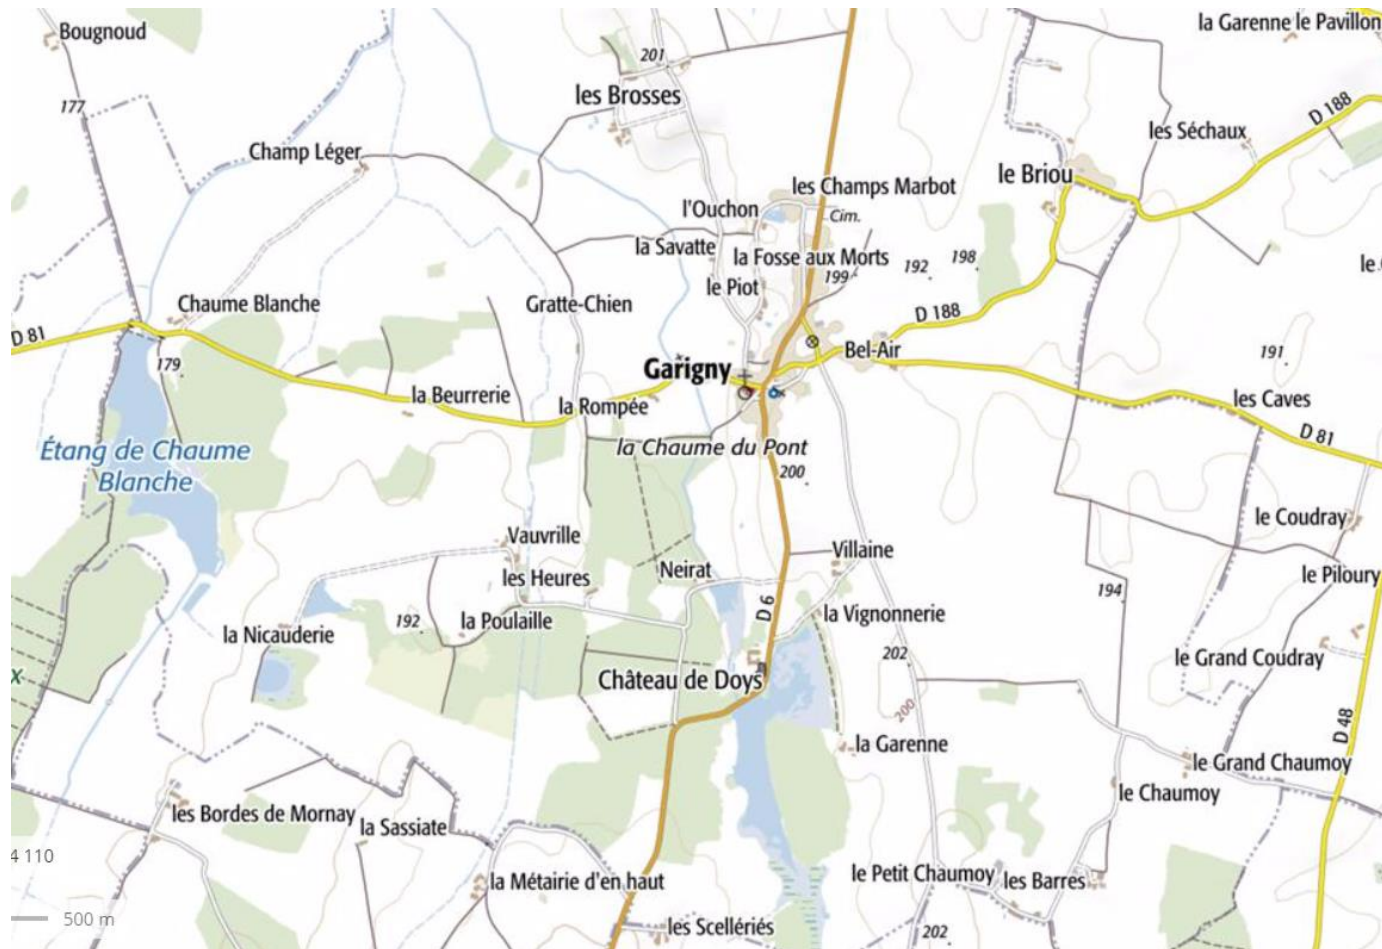 Bougnoud
la Garenne le Pavillon
201
177
les Brosses
D 188
les Séchaux
Champ Léger
le Briou
les Champs Marbot
l'Ouchon
Cim.
la Savatte
la Fosse aux Morts
199
192
198
le Piot
Chaume Blanche
Gratte-Chien
D 188
D 81
Bel-Air
191
179
Garigny
la Beurrerie
la Rompée
les Caves
D 81
Étang de Chaume
Blanche
la Chaume du Pont
200
le Coudray
Vauvrille
Villaine
Neirat
les Heures
le Piloury
194
D 6
192
la Poulaille
la Vignonnerie
la Nicauderie
202
le Grand Coudray
Château de Doys
200
D 48
la Garenne
le Grand Chaumoy
le Chaumoy
les Bordes de Mornay
la Sassiate
4 110
le Petit Chaumoy
les Barres
la Métairie d'en haut
500 m
les Scellériés
202